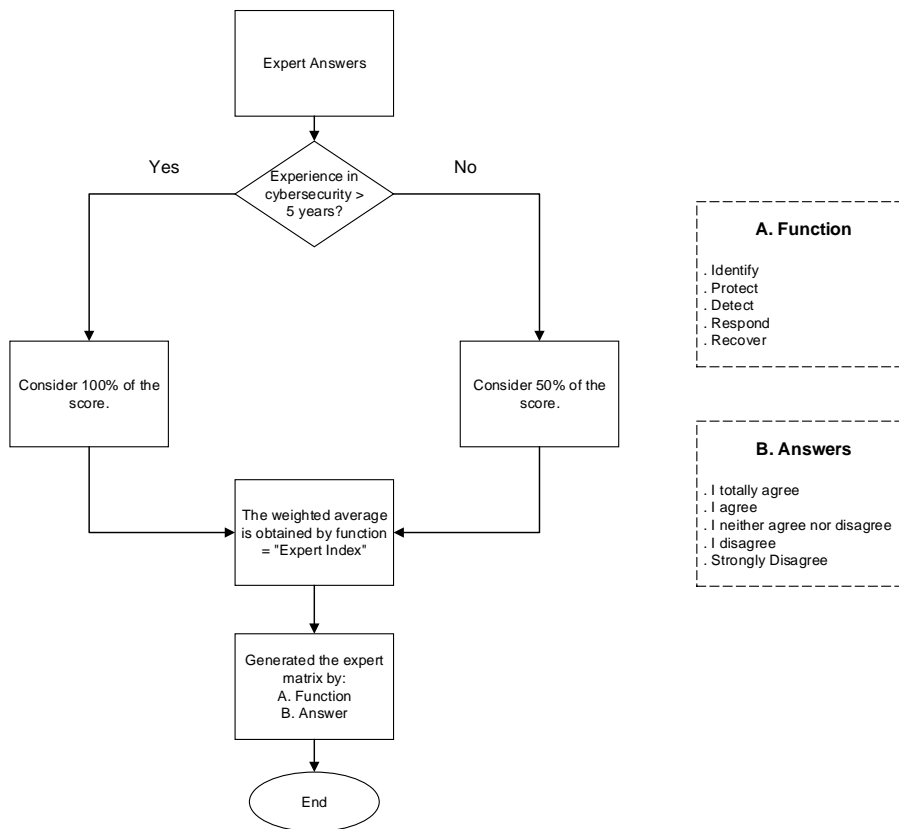 Expert Answers
Yes
No
Experience in
cybersecurity >
5 years?
Consider 100% of the
score.
Consider 50% of the
score.
The weighted average
is obtained by function
= "Expert Index"
Generated the expert
matrix by:
A. Function
B. Answer
End
A. Function
. Identify
. Protect
. Detect
. Respond
. Recover
B. Answers
. I totally agree
. I agree
. I neither agree nor disagree
. I disagree
. Strongly Disagree